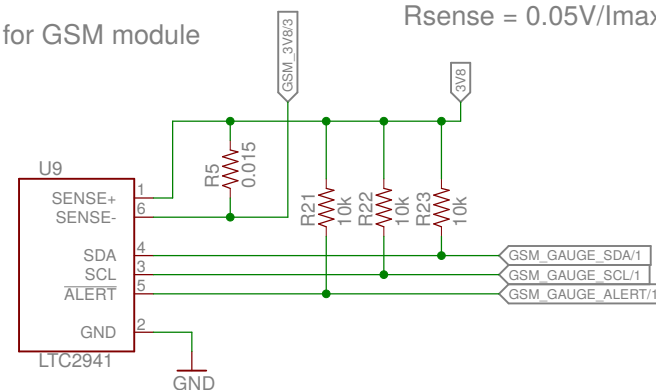 Rsense = 0.05V/Imax
for GSM module
GSM_3V8/3
3V8
U9
R5
0.015
R21
10k
R22
10k
R23
10k
SENSE+ 1
SENSE- 6
SDA 4
SCL 3
ALERT 5
GND 2
LTC2941
GND
GSM_GAUGE_SDA/1
GSM_GAUGE_SCL/1
GSM_GAUGE_ALERT/1